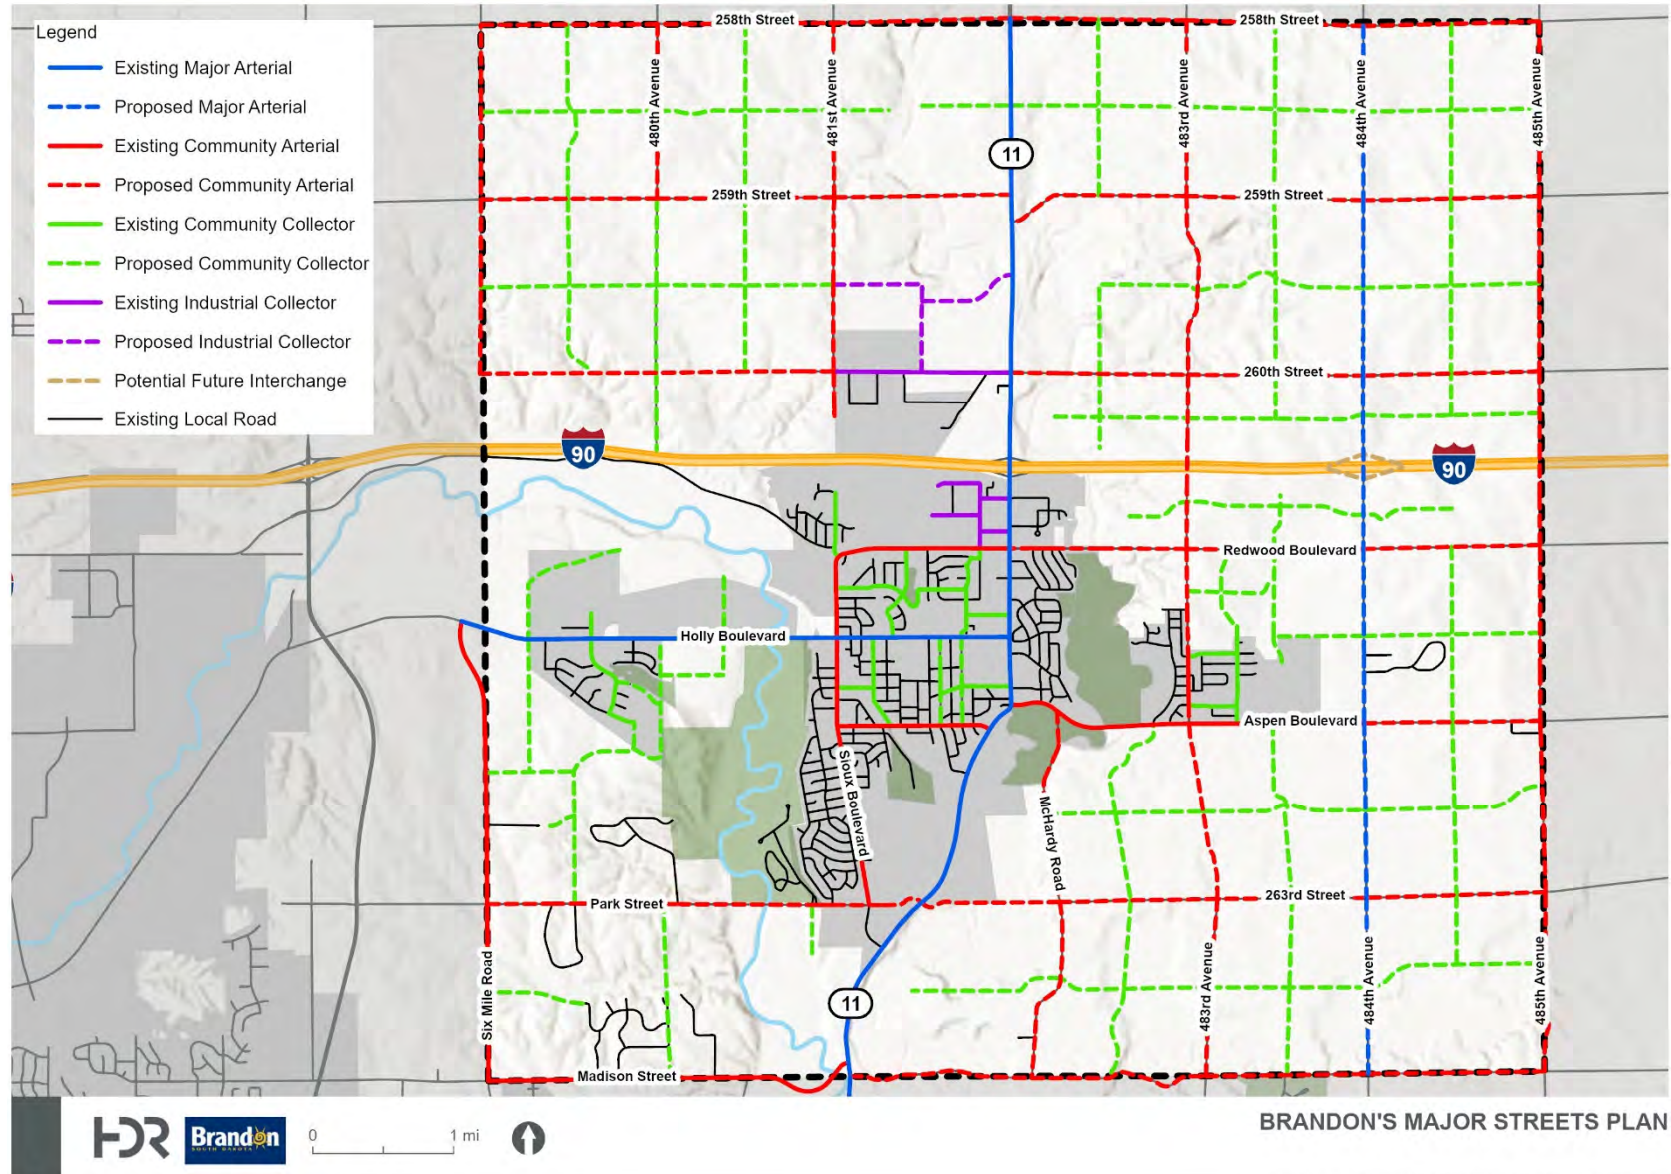 Legend
Existing Major Arterial
Proposed Major Arterial
Existing Community Arterial
Proposed Community Arterial
Existing Community Collector
Proposed Community Collector
Existing Industrial Collector
Proposed Industrial Collector
Potential Future Interchange
Existing Local Road
258th Street
258th Street
480th Avenue
481st Avenue
483rd Avenue
484th Avenue
485th Avenue
11
259th Street
259th Street
260th Street
90
90
Redwood Boulevard
Holly Boulevard
Aspen Boulevard
Sioux Boulevard
McHardy Road
Park Street
263rd Street
Six Mile Road
483rd Avenue
484th Avenue
485th Avenue
11
Madison Street
HDR
Brandon
SOUTH DAKOTA
0 1 mi
BRANDON'S MAJOR STREETS PLAN